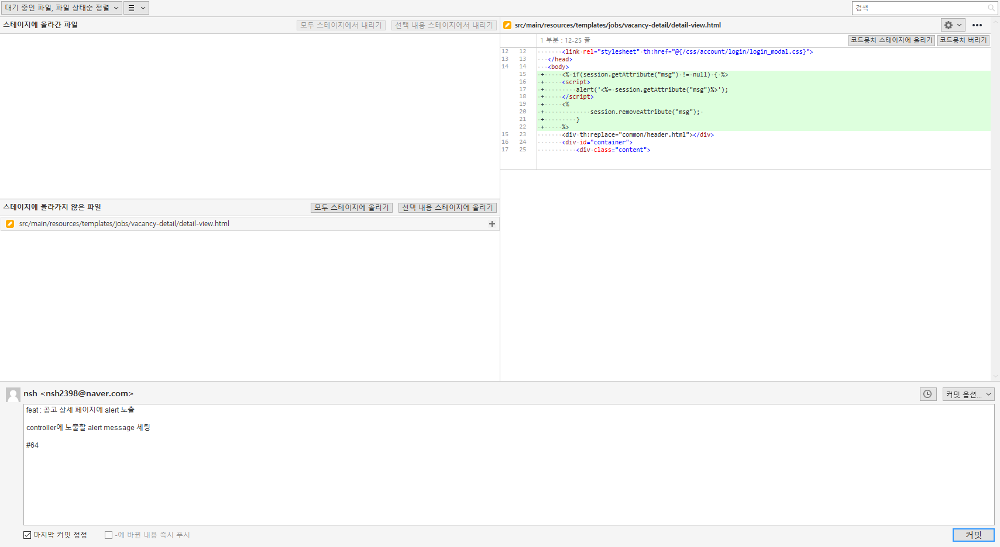 대기 중인 파일, 파일 상태순 정렬
검색
스테이지에 올라간 파일
모두 스테이지에서 내리기
선택 내용 스테이지에서 내리기
스테이지에 올라가지 않은 파일
모두 스테이지에 올리기
선택 내용 스테이지에 올리기
src/main/resources/templates/jobs/vacancy-detail/detail-view.html
src/main/resources/templates/jobs/vacancy-detail/detail-view.html
1 부분 : 12-25 줄
코드뭉치 스테이지에 올리기
코드뭉치 버리기
12 12 <link rel="stylesheet" th:href="@{/css/account/login/login_modal.css}">
13 13 </head>
14 14 <body>
15 + <% if(session.getAttribute("msg") != null) { %>
16 + <script>
17 + alert('<%= session.getAttribute("msg")%>');
18 + </script>
19 + <%
20 + session.removeAttribute("msg");
21 + }
22 + %>
15 23 <div th:replace="common/header.html"></div>
16 24 <div id="container">
17 25 <div class="content">
nsh <nsh2398@naver.com>
커밋 옵션...
feat : 공고 상세 페이지에 alert 노출
controller에 노출할 alert message 세팅
#64
마지막 커밋 정정
-에 바뀐 내용 즉시 푸시
커밋